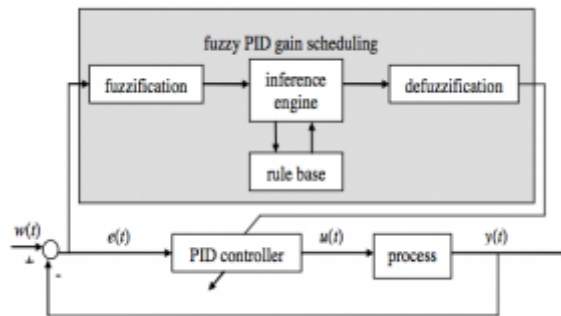 fuzzy PID gain scheduling
fuzzification
inference
engine
defuzzification
rule base
w(t)
+
-
e(t)
PID controller
u(t)
process
y(t)